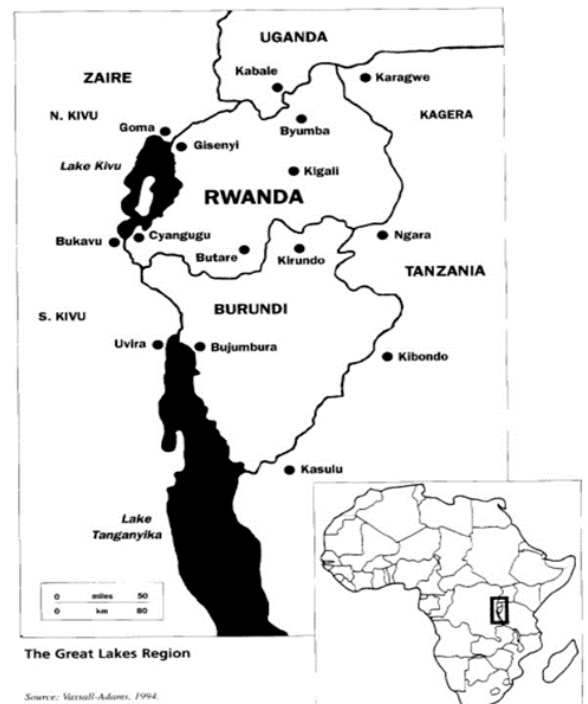 UGANDA
ZAIRE
Kabale
Karagwe
N. KIVU
KAGERA
Goma
Byumba
Gisenyi
Lake Kivu
Kigali
RWANDA
Bukavu
Cyangugu
Ngara
Butare
Kirundo
TANZANIA
BURUNDI
S. KIVU
Uvira
Bujumbura
Kibondo
Kasulu
Lake
Tanganyika
0 miles 50
0 km 80
The Great Lakes Region
Source: Vassall-Adams, 1994.